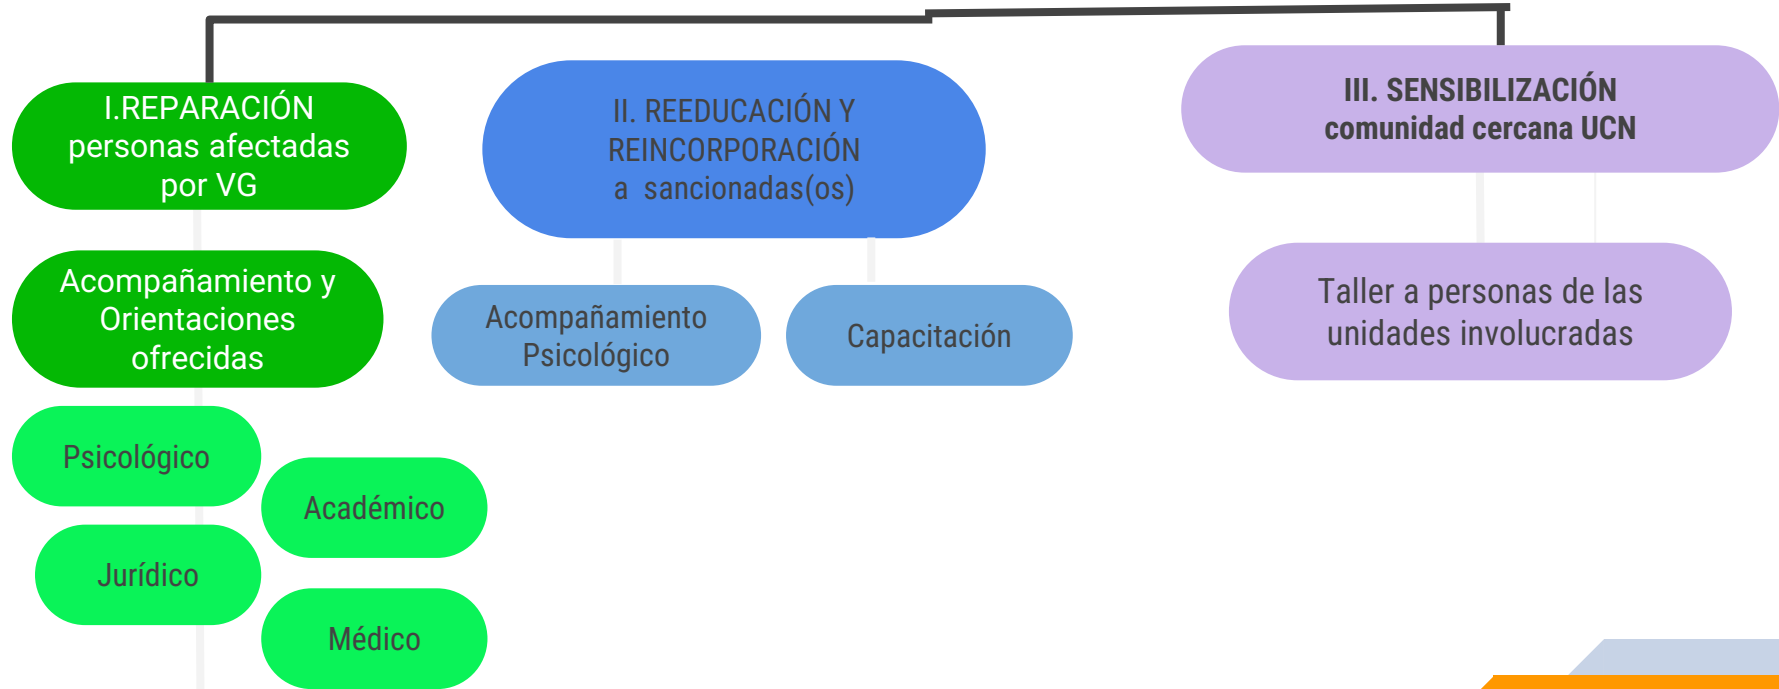 I.REPARACIÓN
personas afectadas
por VG
Acompañamiento y
Orientaciones
ofrecidas
Psicológico
Académico
Jurídico
Médico
II. REEDUCACIÓN Y
REINCORPORACIÓN
a sancionadas(os)
Acompañamiento
Psicológico
Capacitación
III. SENSIBILIZACIÓN
comunidad cercana UCN
Taller a personas de las
unidades involucradas